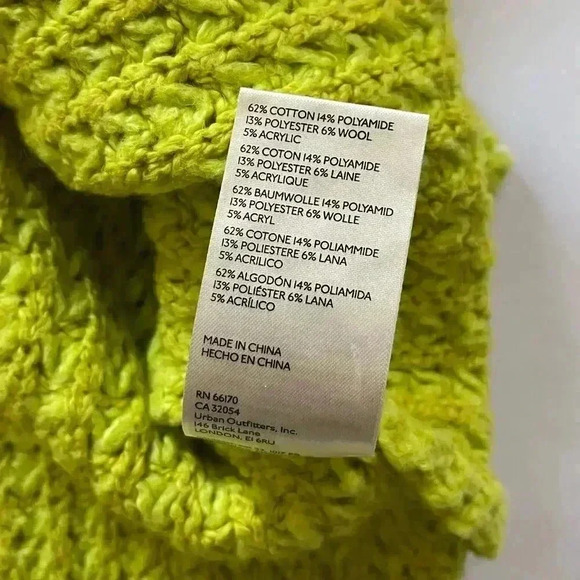 62% COTTON 14% POLYAMIDE
13% POLYESTER 6% WOOL
5% ACRYLIC
62% COTON 14% POLYAMIDE
13% POLYESTER 6% LAINE
5% ACRYLIQUE
62% BAUMWOLLE 14% POLYAMID
13% POLYESTER 6% WOLLE
5% ACRYL
62% COTONE 14% POLIAMMIDE
13% POLIESTERE 6% LANA
5% ACRILICO
62% ALGODÓN 14% POLIAMIDA
13% POLIÉSTER 6% LANA
5% ACRÍLICO
MADE IN CHINA
HECHO EN CHINA
RN 66170
CA 32054
Urban Outfitters, Inc.
146 Brick Lane
LONDON, E1 6RU